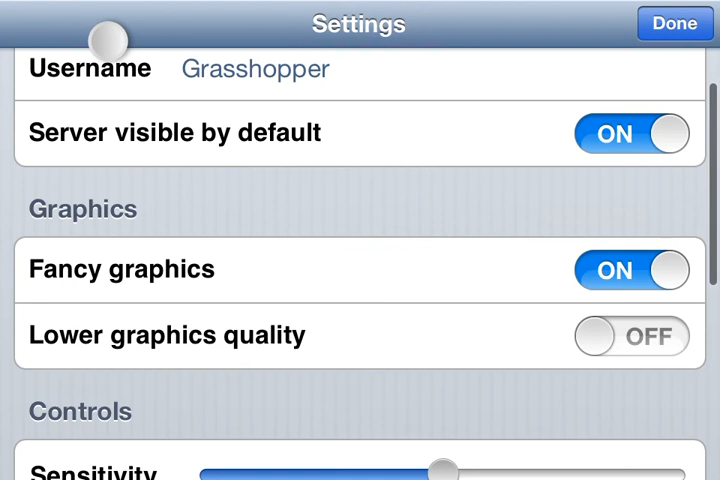 Settings
Done
Username Grasshopper
Server visible by default ON
Graphics
Fancy graphics ON
Lower graphics quality OFF
Controls
Sensitivity